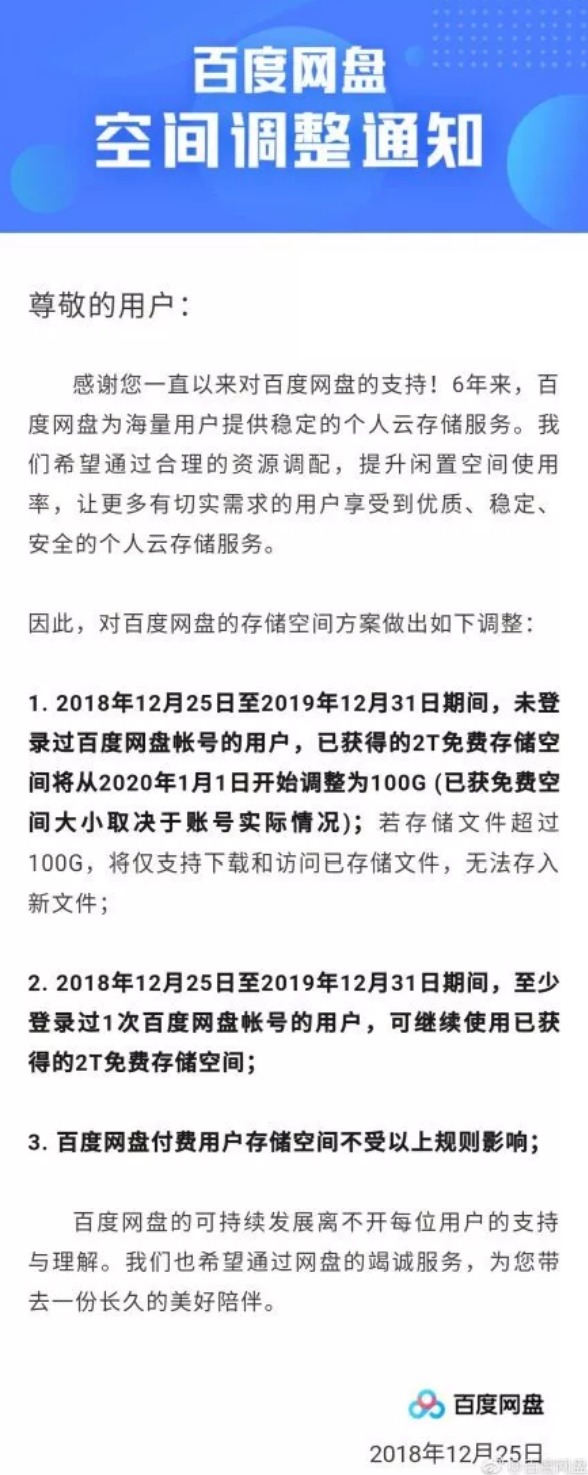 百度网盘
空间调整通知
尊敬的用户：
感谢您一直以来对百度网盘的支持！6年来，百
度网盘为海量用户提供稳定的个人云存储服务。我
们希望通过合理的资源调配，提升闲置空间使用
率，让更多有切实需求的用户享受到优质、稳定、
安全的个人云存储服务。
因此，对百度网盘的存储空间方案做出如下调整：
1. 2018年12月25日至2019年12月31日期间，未登
录过百度网盘帐号的用户，已获得的2T免费存储空
间将从2020年1月1日开始调整为100G (已获免费空
间大小取决于账号实际情况)；若存储文件超过
100G，将仅支持下载和访问已存储文件，无法存入
新文件；
2. 2018年12月25日至2019年12月31日期间，至少
登录过1次百度网盘帐号的用户，可继续使用已获
得的2T免费存储空间；
3. 百度网盘付费用户存储空间不受以上规则影响；
百度网盘的可持续发展离不开每位用户的支持
与理解。我们也希望通过网盘的竭诚服务，为您带
去一份长久的美好陪伴。
百度网盘
2018年12月25日
@百度网盘